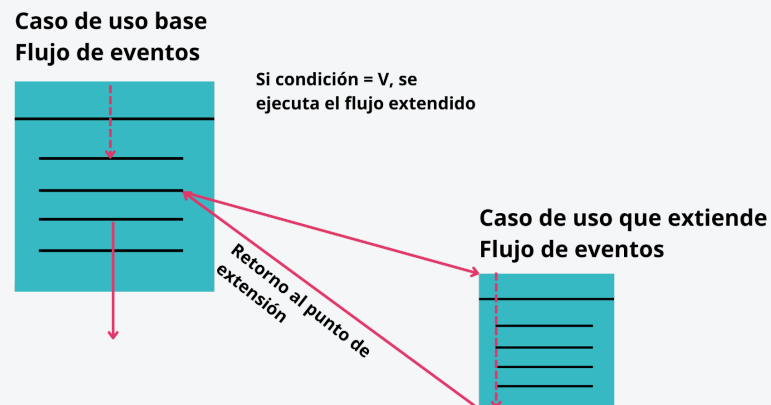 Caso de uso base
Flujo de eventos
Si condición = V, se
ejecuta el flujo extendido
Caso de uso que extiende
Flujo de eventos
Retorno al punto de
extensión